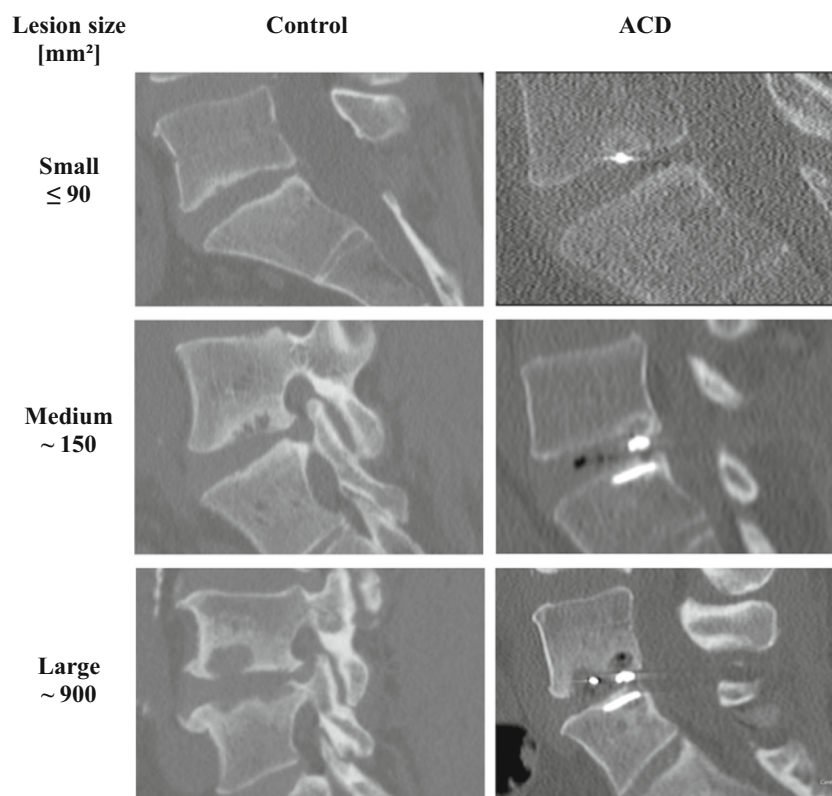 Lesion size Control ACD
[mm²]
Small
≤ 90
Medium
~ 150
Large
~ 900